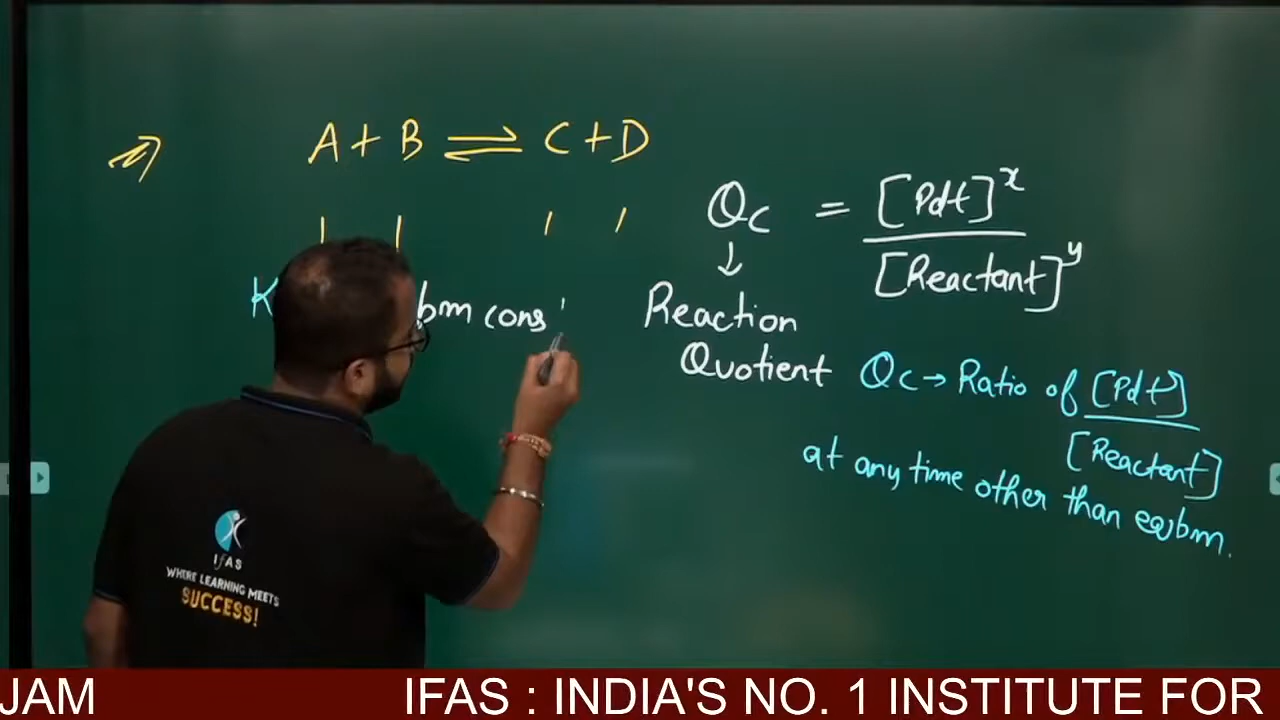 A + B ⇌ C + D
Qc = [Pdt]^x / [Reactant]^y
↓
Reaction
Quotient
K
bm cons
Qc → Ratio of [Pdt] / [Reactant]
at any time other than eqbm.
IFAS
WHERE LEARNING MEETS
SUCCESS!
JAM IFAS : INDIA'S NO. 1 INSTITUTE FOR